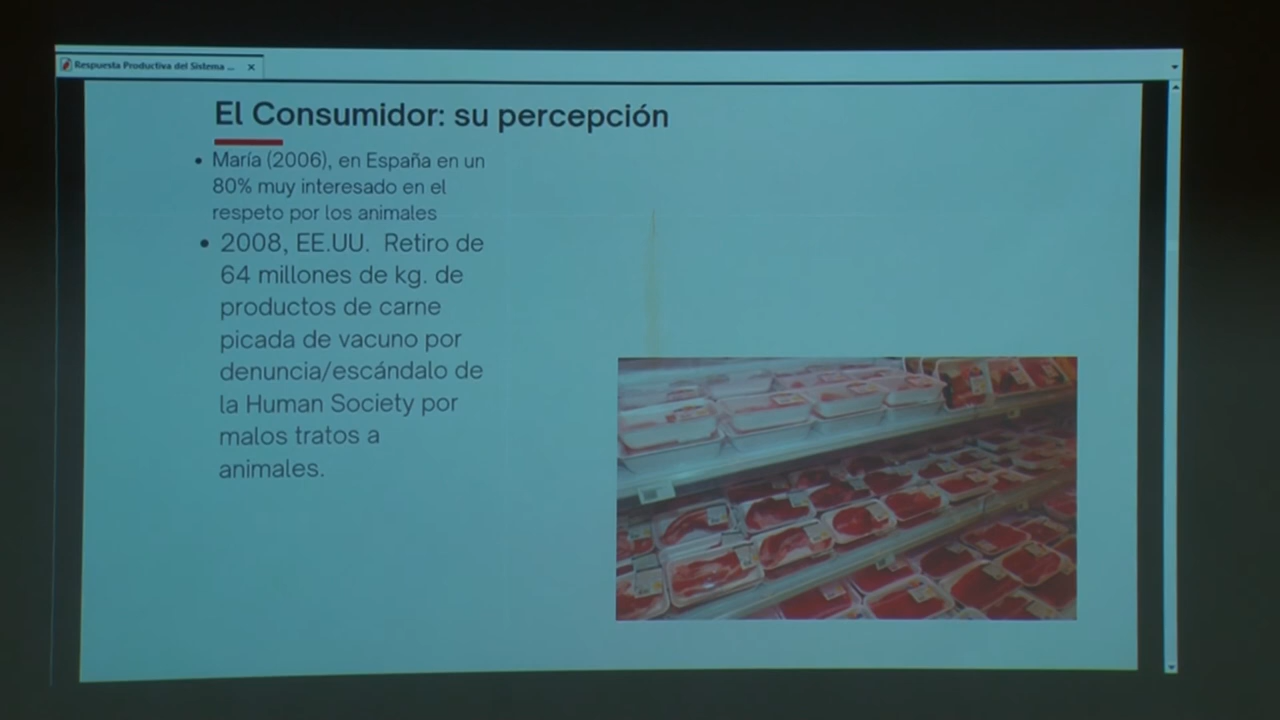 Respuesta Productiva del Sistema ...
El Consumidor: su percepción
• María (2006), en España en un
80% muy interesado en el
respeto por los animales
• 2008, EE.UU. Retiro de
64 millones de kg. de
productos de carne
picada de vacuno por
denuncia/escándalo de
la Human Society por
malos tratos a
animales.